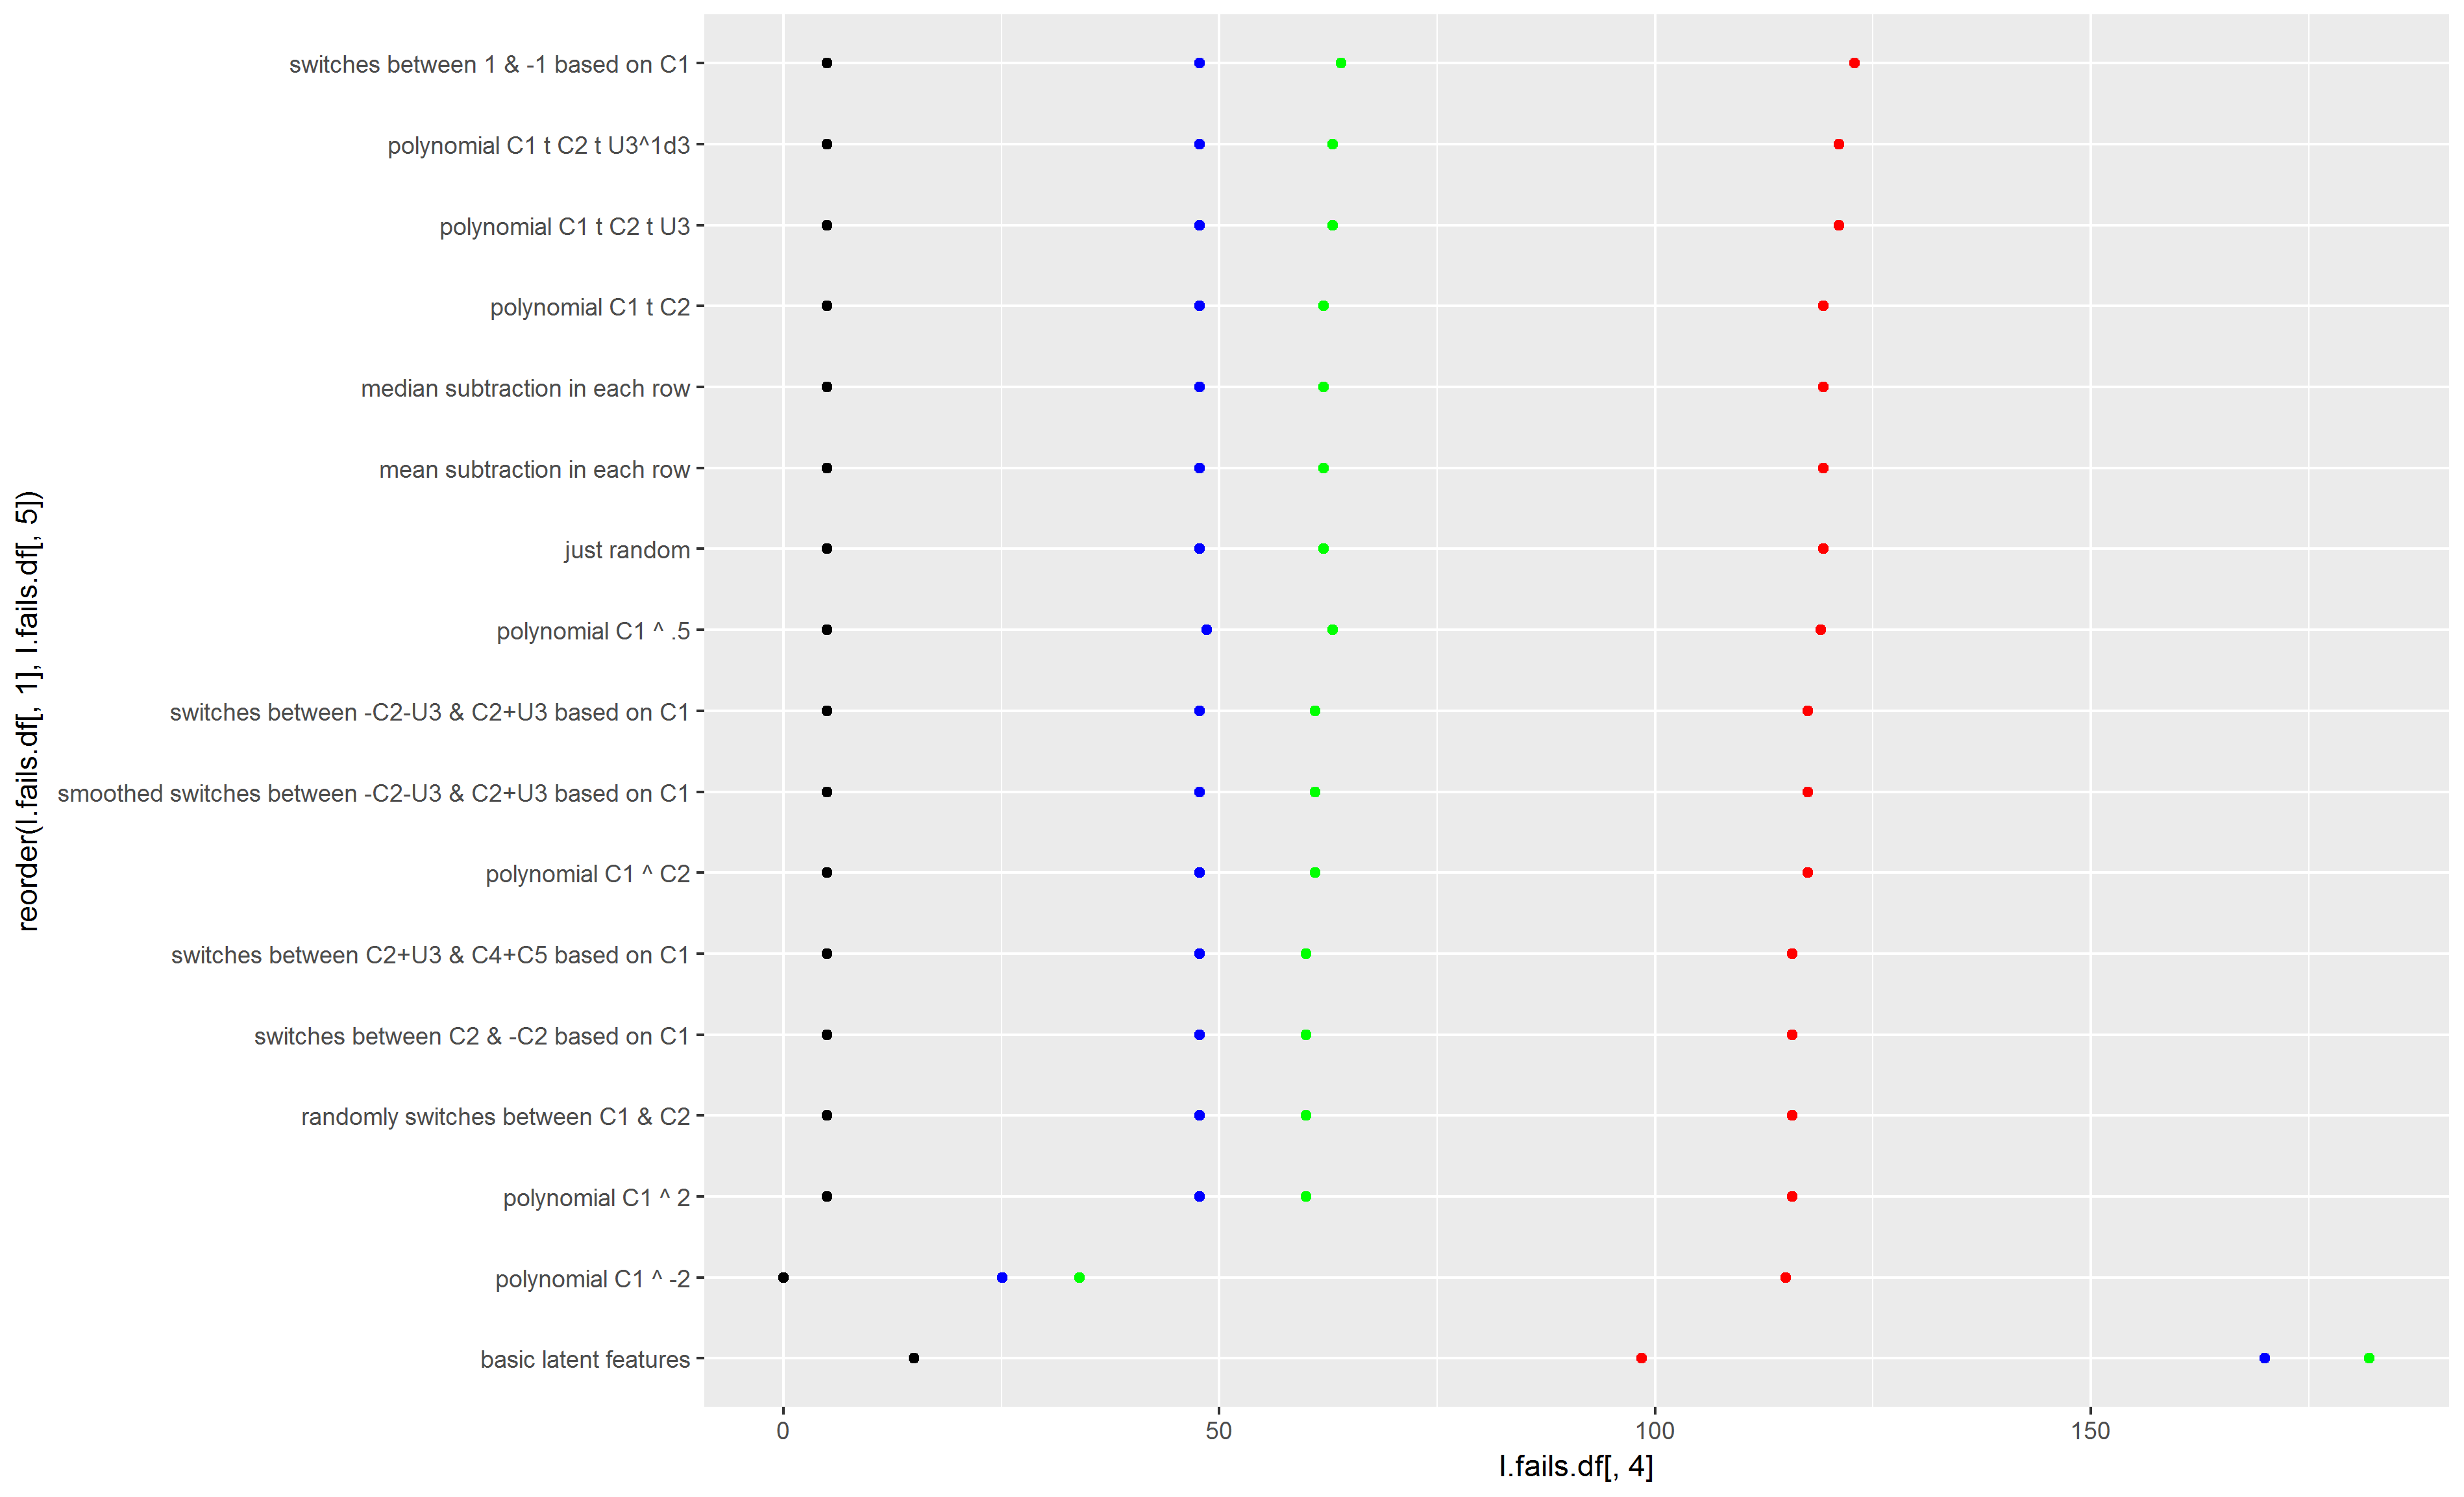 switches between 1 & -1 based on C1
polynomial C1 t C2 t U3^1d3
polynomial C1 t C2 t U3
polynomial C1 t C2
median subtraction in each row
mean subtraction in each row
just random
polynomial C1 ^ .5
switches between -C2-U3 & C2+U3 based on C1
smoothed switches between -C2-U3 & C2+U3 based on C1
polynomial C1 ^ C2
switches between C2+U3 & C4+C5 based on C1
switches between C2 & -C2 based on C1
randomly switches between C1 & C2
polynomial C1 ^ 2
polynomial C1 ^ -2
basic latent features
reorder(I.fails.df[, 1], I.fails.df[, 5])
0 50 100 150
I.fails.df[, 4]